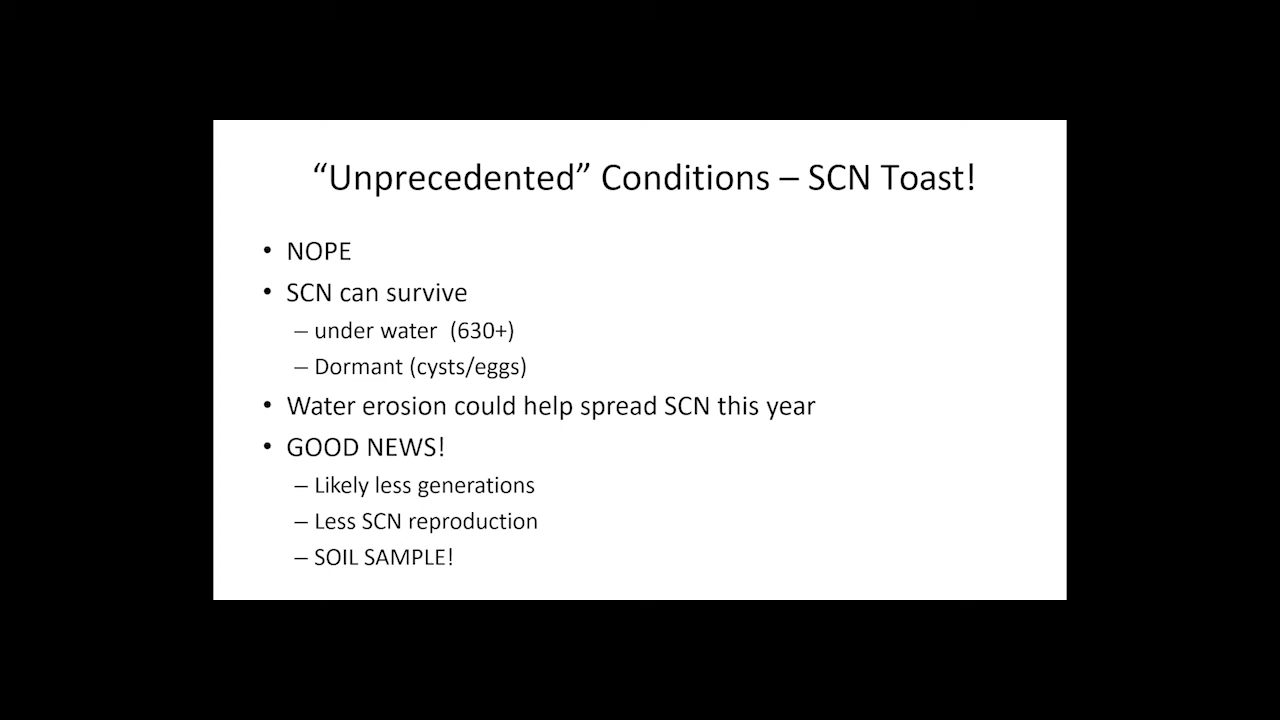 “Unprecedented” Conditions – SCN Toast!
• NOPE
• SCN can survive
– under water (630+)
– Dormant (cysts/eggs)
• Water erosion could help spread SCN this year
• GOOD NEWS!
– Likely less generations
– Less SCN reproduction
– SOIL SAMPLE!